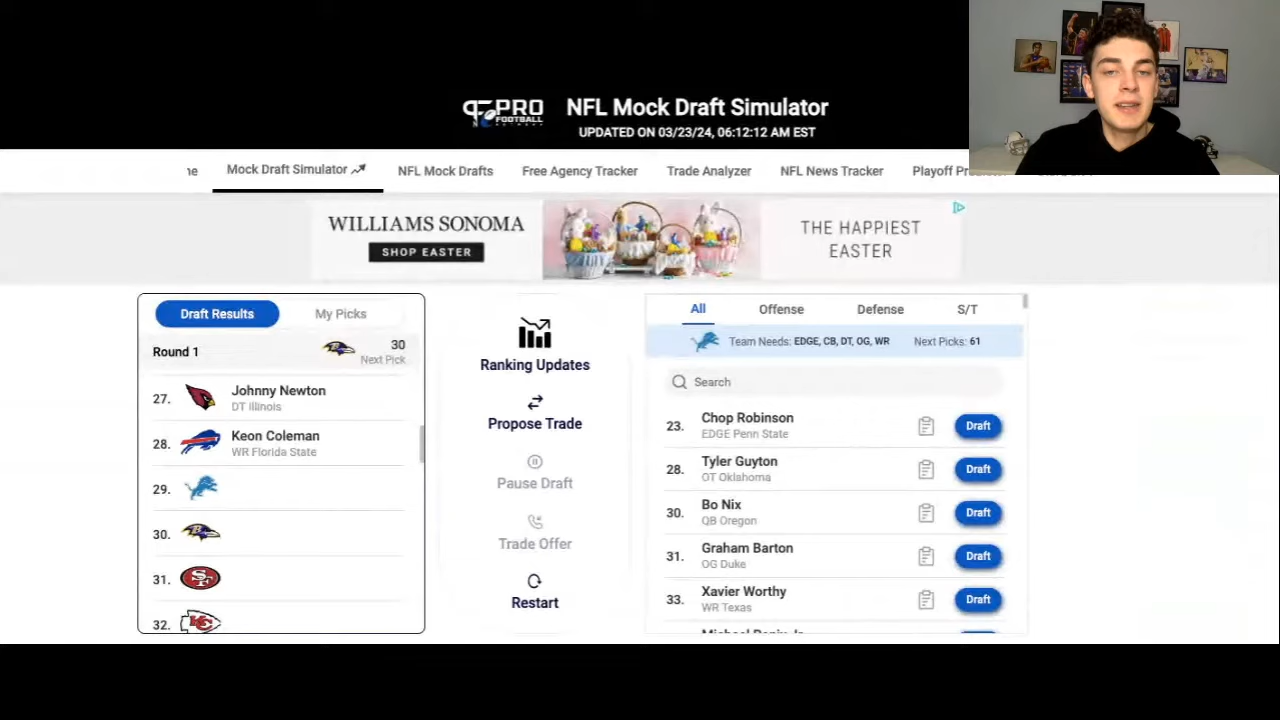 PRO
FOOTBALL
NETWORK
NFL Mock Draft Simulator
UPDATED ON 03/23/24, 06:12:12 AM EST
ne
Mock Draft Simulator
NFL Mock Drafts
Free Agency Tracker
Trade Analyzer
NFL News Tracker
Playoff Pre
WILLIAMS SONOMA
SHOP EASTER
THE HAPPIEST
EASTER
Draft Results
My Picks
Round 1
30
Next Pick
27.
Johnny Newton
DT Illinois
28.
Keon Coleman
WR Florida State
29.
30.
31.
SF
32.
KC
Ranking Updates
Propose Trade
Pause Draft
Trade Offer
Restart
All
Offense
Defense
S/T
Team Needs: EDGE, CB, DT, OG, WR
Next Picks: 61
Search
23.
Chop Robinson
EDGE Penn State
Draft
28.
Tyler Guyton
OT Oklahoma
Draft
30.
Bo Nix
QB Oregon
Draft
31.
Graham Barton
OG Duke
Draft
33.
Xavier Worthy
WR Texas
Draft